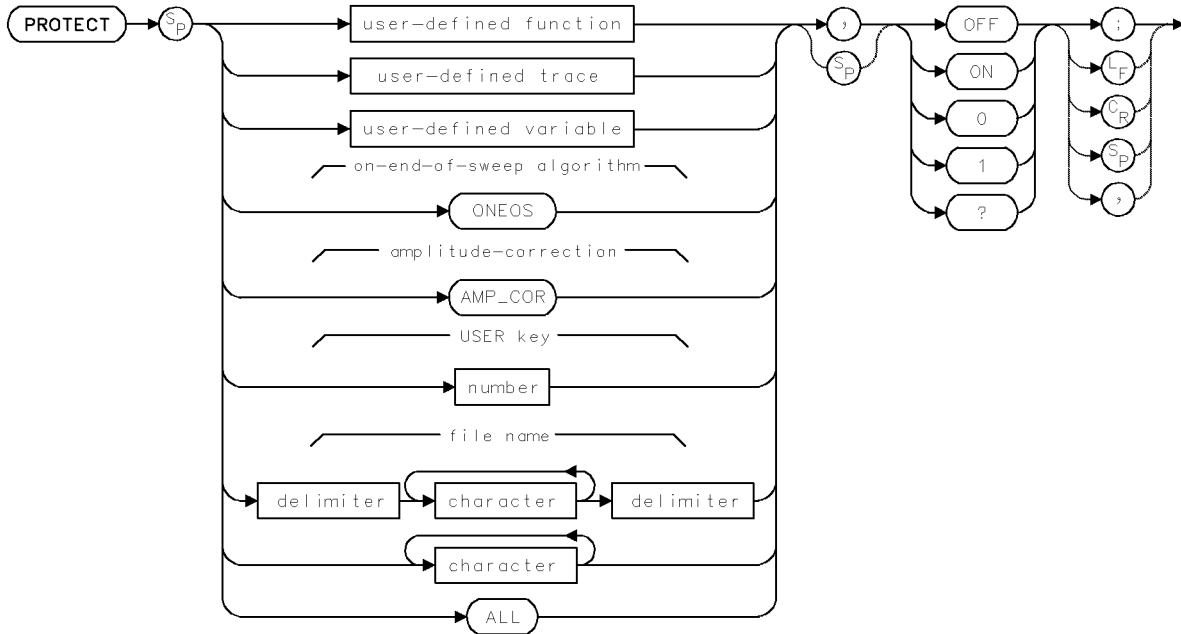 PROTECT SP user-defined function , OFF ;
SP ON LF
user-defined trace
user-defined variable 0 CR
on-end-of-sweep algorithm 1 SP
ONEOS ? ,
amplitude-correction
AMP_COR
USER key
number
file name
delimiter character delimiter
character
ALL